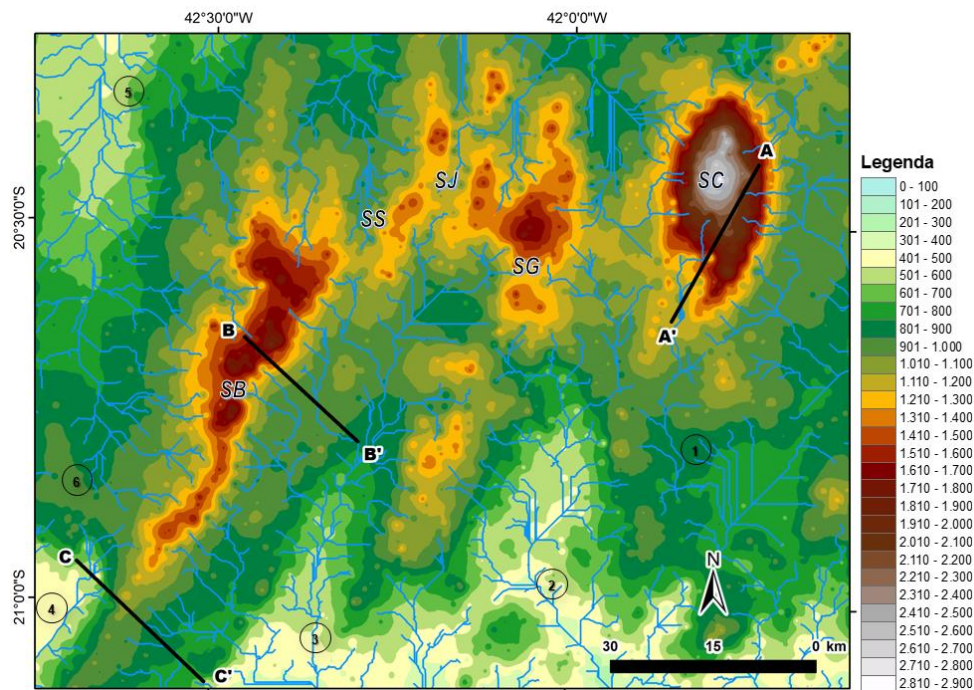 42°30'0"W
42°0'0"W
20°30'0"S
21°0'0"S
5
A
SC
SJ
SS
SG
A'
B
SB
B'
1
6
C
2
4
3
C'
N
30 15 0 km
Legenda
0 - 100
101 - 200
201 - 300
301 - 400
401 - 500
501 - 600
601 - 700
701 - 800
801 - 900
901 - 1.000
1.010 - 1.100
1.110 - 1.200
1.210 - 1.300
1.310 - 1.400
1.410 - 1.500
1.510 - 1.600
1.610 - 1.700
1.710 - 1.800
1.810 - 1.900
1.910 - 2.000
2.010 - 2.100
2.110 - 2.200
2.210 - 2.300
2.310 - 2.400
2.410 - 2.500
2.510 - 2.600
2.610 - 2.700
2.710 - 2.800
2.810 - 2.900